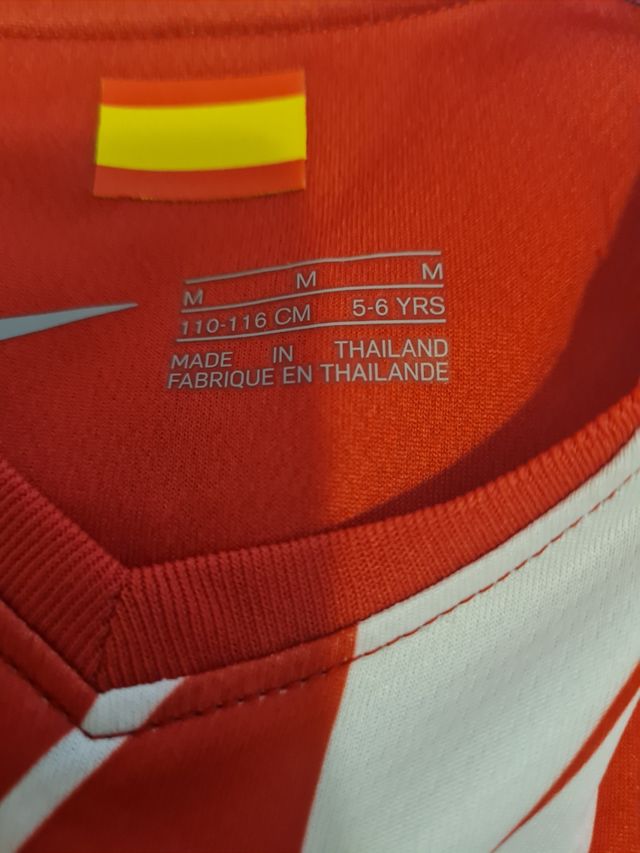 M M M
110-116 CM 5-6 YRS
MADE IN THAILAND
FABRIQUE EN THAILANDE